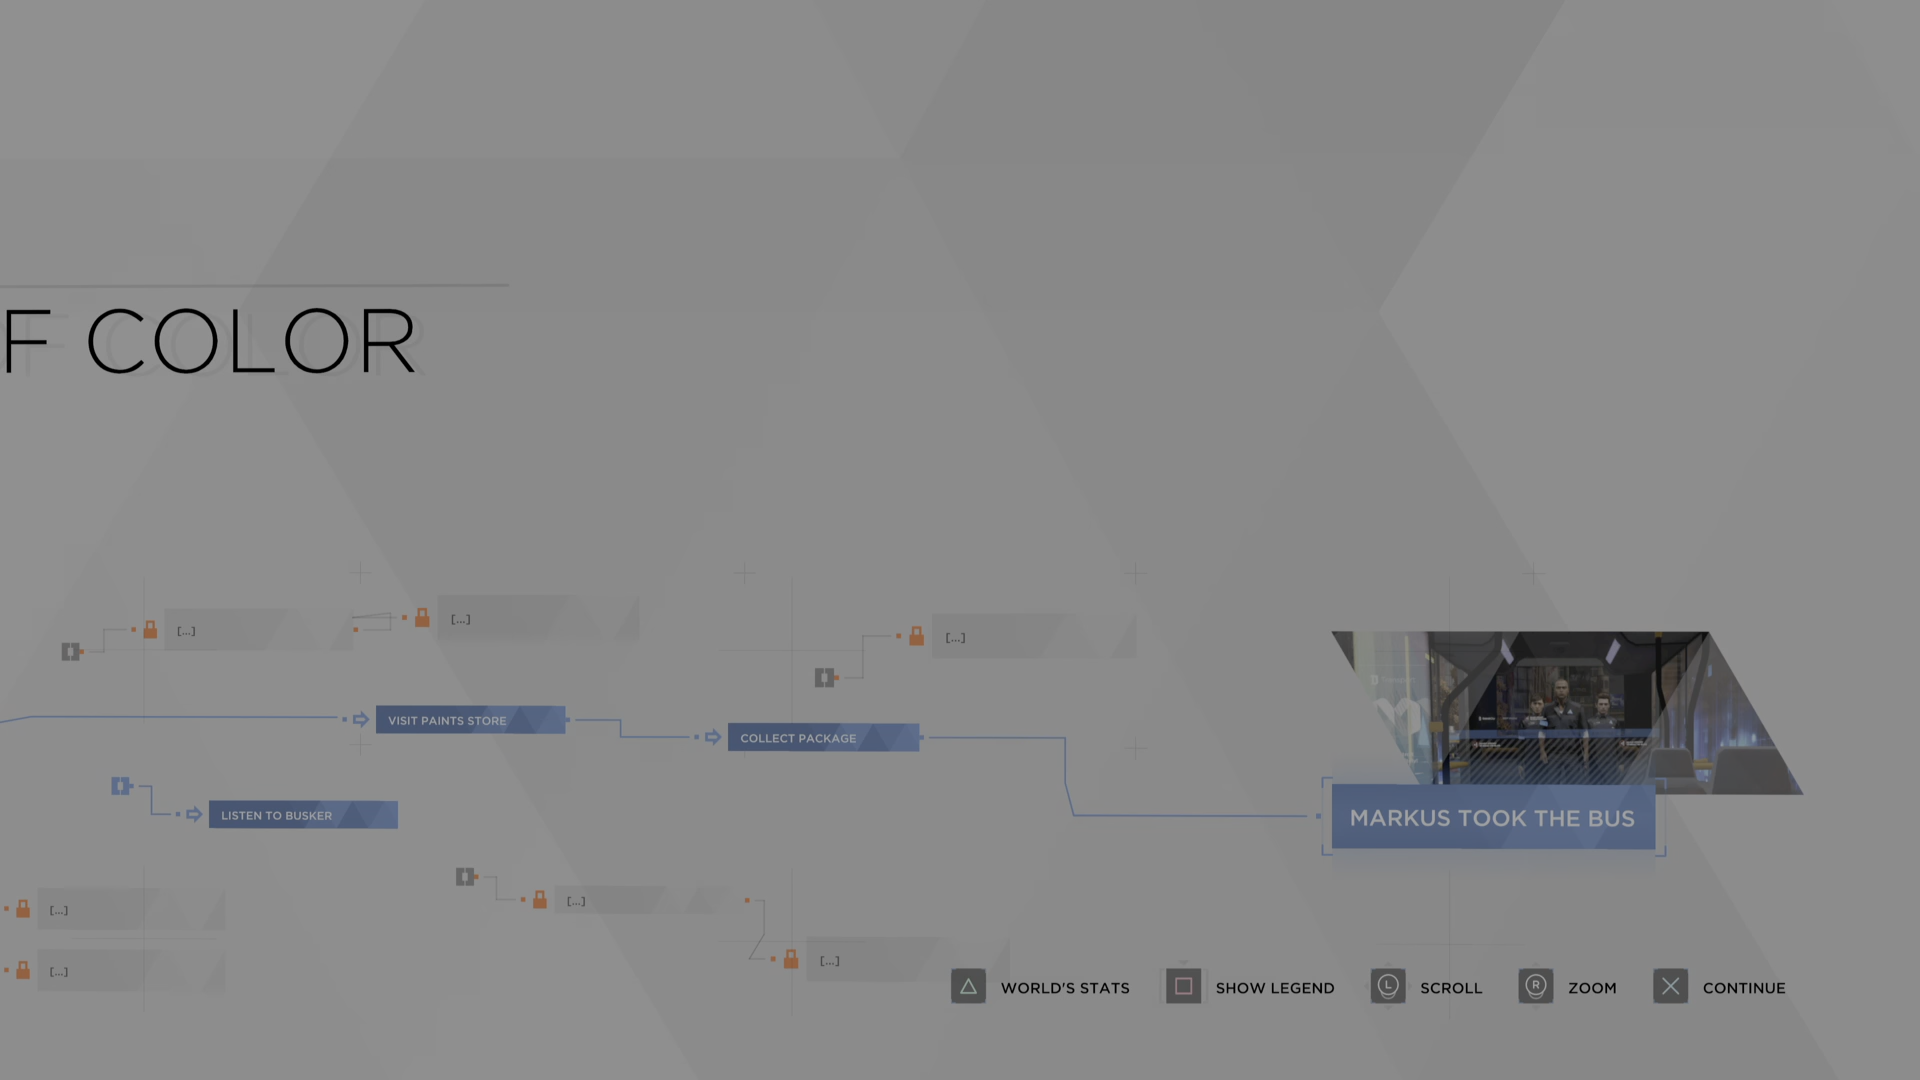 F COLOR
[...]
[...]
[...]
VISIT PAINTS STORE
COLLECT PACKAGE
LISTEN TO BUSKER
MARKUS TOOK THE BUS
[...]
[...]
[...]
[...]
WORLD'S STATS
SHOW LEGEND
L
SCROLL
R
ZOOM
CONTINUE